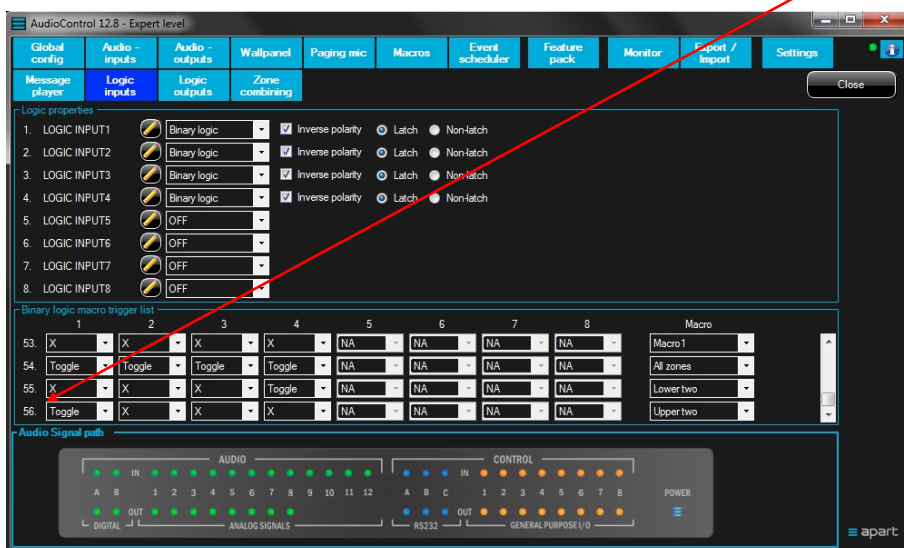 AudioControl 12.8 - Expert level
Global config Audio - inputs Audio - outputs Wallpanel Paging mic Macros Event scheduler Feature pack Monitor Export / Import Settings
Message player Logic inputs Logic outputs Zone combining Close
Logic properties
1. LOGIC INPUT1 Binary logic Inverse polarity Latch Non-latch
2. LOGIC INPUT2 Binary logic Inverse polarity Latch Non-latch
3. LOGIC INPUT3 Binary logic Inverse polarity Latch Non-latch
4. LOGIC INPUT4 Binary logic Inverse polarity Latch Non-latch
5. LOGIC INPUT5 OFF
6. LOGIC INPUT6 OFF
7. LOGIC INPUT7 OFF
8. LOGIC INPUT8 OFF
Binary logic macro trigger list
1 2 3 4 5 6 7 8 Macro
53. X X X X NA NA NA NA Macro1
54. Toggle Toggle Toggle Toggle NA NA NA NA All zones
55. X X X Toggle NA NA NA NA Lower two
56. Toggle X X X NA NA NA NA Upper two
Audio Signal path
AUDIO CONTROL
IN IN
A B 1 2 3 4 5 6 7 8 9 10 11 12 A B C 1 2 3 4 5 6 7 8 POWER
OUT OUT
DIGITAL ANALOG SIGNALS RS232 GENERAL PURPOSE I/O
apart